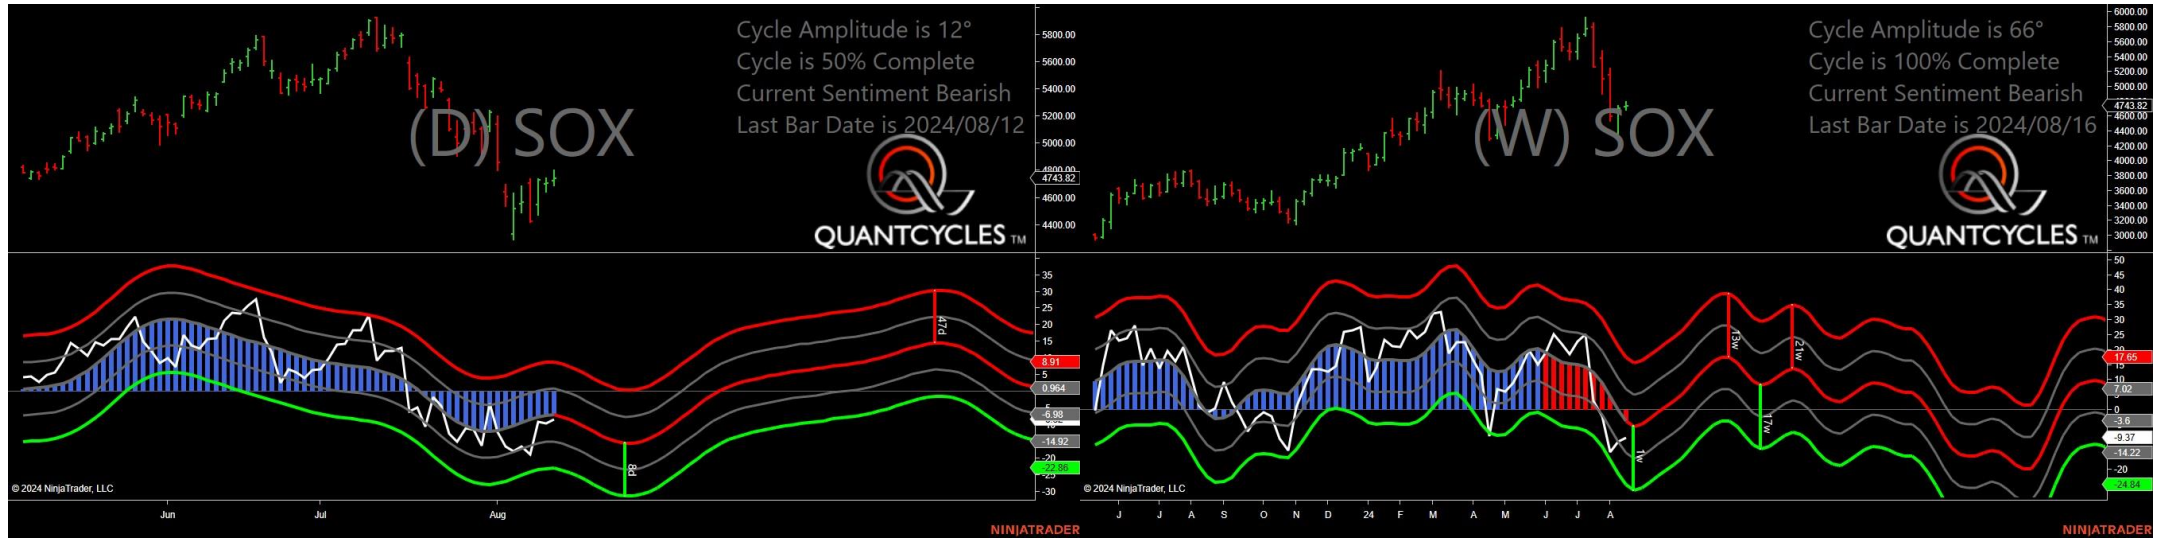 Cycle Amplitude is 12°
Cycle is 50% Complete
Current Sentiment Bearish
Last Bar Date is 2024/08/12
(D) SOX
QUANTCYCLES TM
5800.00
5600.00
5400.00
5200.00
5000.00
4800.00
4743.82
4600.00
4400.00
35
30
25
20
15
8.91
5
0.964
-6.98
-14.92
-20
-22.86
-30
47d
8d
© 2024 NinjaTrader, LLC
Jun
Jul
Aug
NINJATRADER
Cycle Amplitude is 66°
Cycle is 100% Complete
Current Sentiment Bearish
Last Bar Date is 2024/08/16
(W) SOX
QUANTCYCLES TM
6000.00
5800.00
5600.00
5400.00
5200.00
5000.00
4743.82
4600.00
4400.00
4200.00
4000.00
3800.00
3600.00
3400.00
3200.00
3000.00
50
45
40
35
30
25
20
17.65
15
10
7.02
0
-3.6
-9.37
-14.22
-20
-24.84
13w
21w
17w
1w
© 2024 NinjaTrader, LLC
J
J
A
S
O
N
D
24
F
M
A
M
J
J
A
NINJATRADER